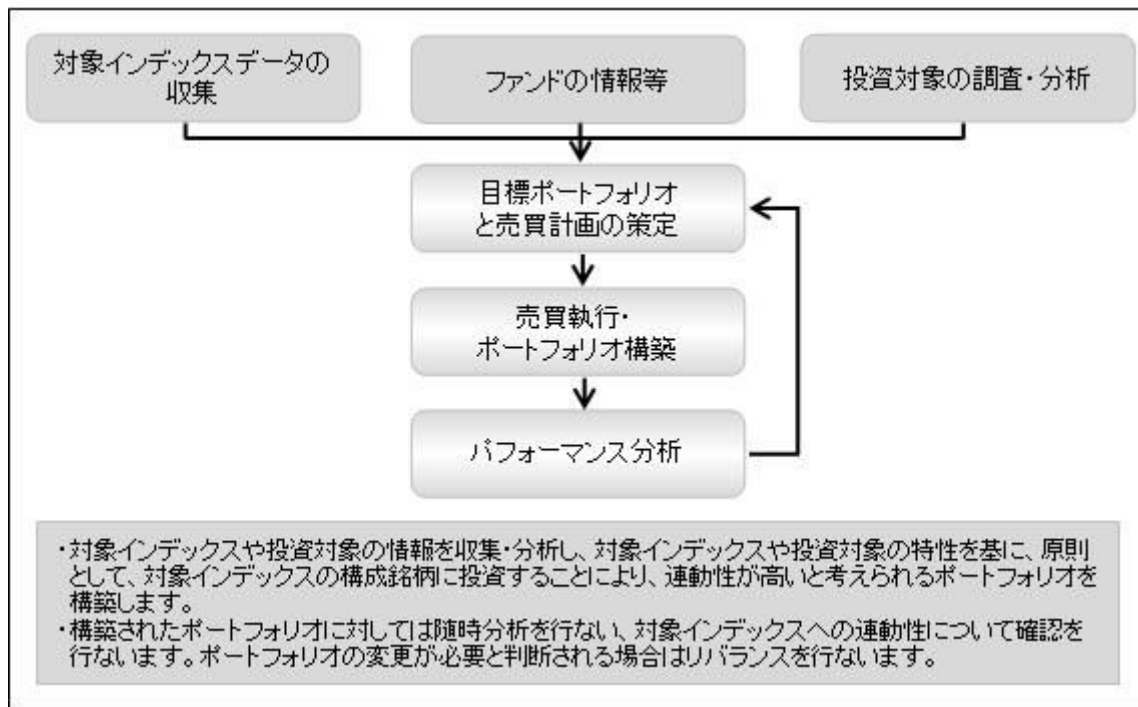 対象インデックスデータの
収集
ファンドの情報等
投資対象の調査・分析
目標ポートフォリオ
と売買計画の策定
売買執行・
ポートフォリオ構築
パフォーマンス分析
・対象インデックスや投資対象の情報を収集・分析し、対象インデックスや投資対象の特性を基に、原則
として、対象インデックスの構成銘柄に投資することにより、連動性が高いと考えられるポートフォリオを
構築します。
・構築されたポートフォリオに対しては随時分析を行ない、対象インデックスへの連動性について確認を
行ないます。ポートフォリオの変更が必要と判断される場合はリバランスを行ないます。